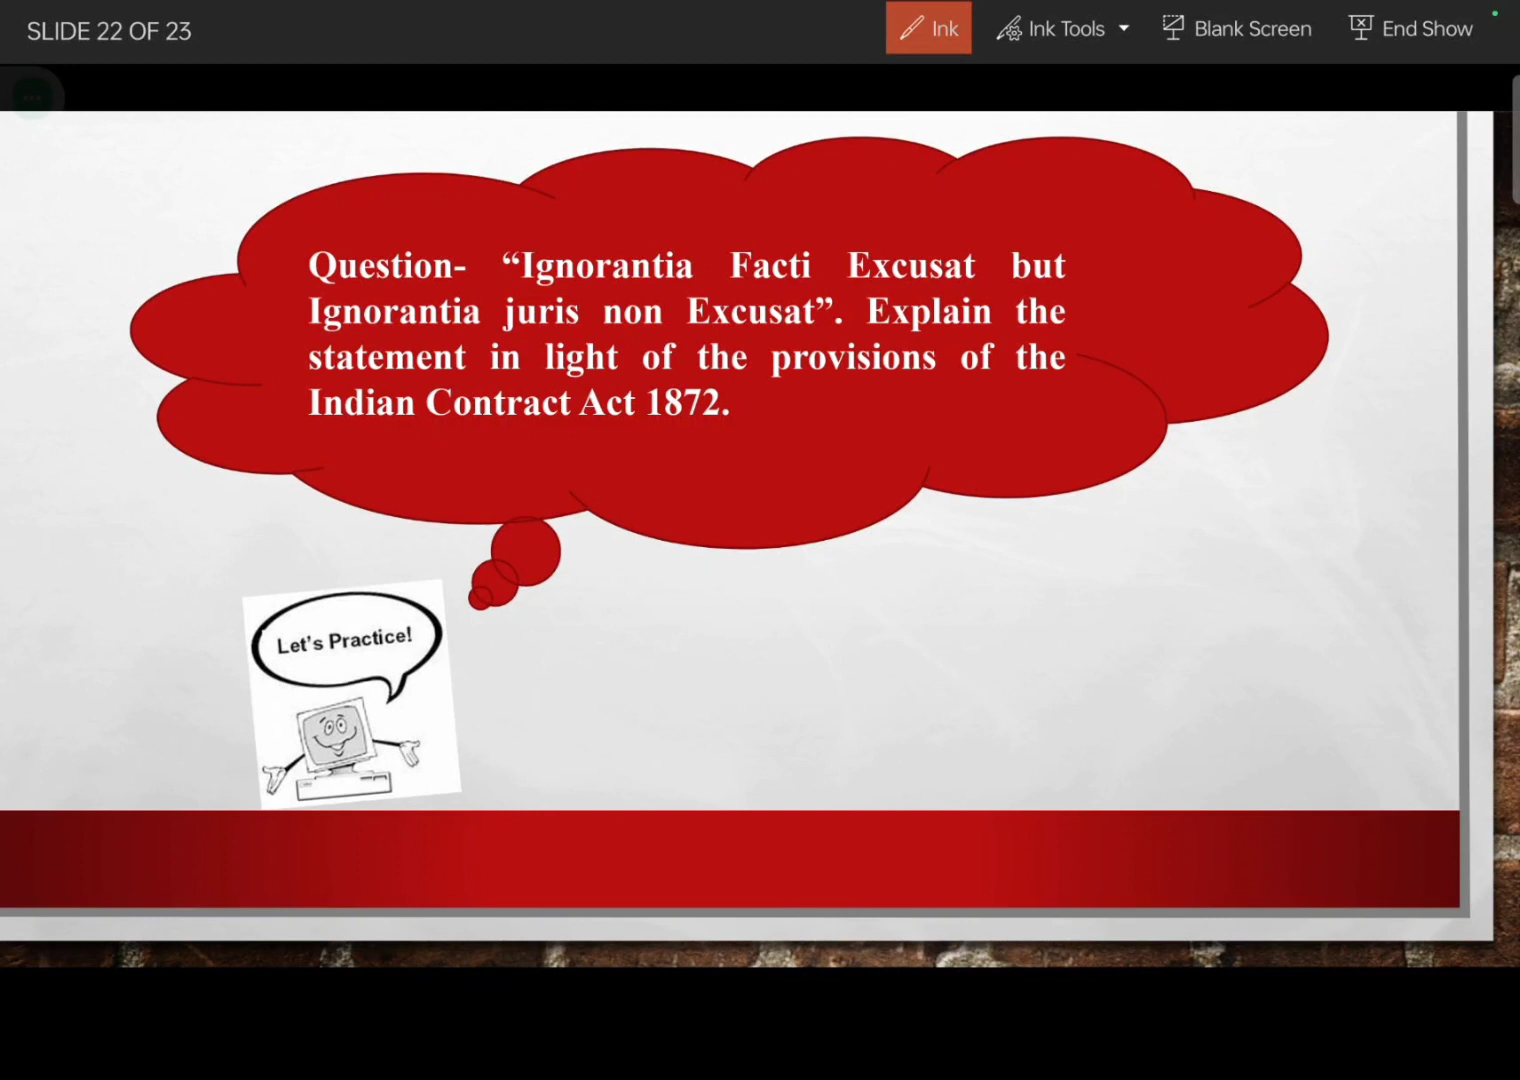 SLIDE 22 OF 23
Ink
Ink Tools
Blank Screen
End Show
Question- “Ignorantia Facti Excusat but
Ignorantia juris non Excusat”. Explain the
statement in light of the provisions of the
Indian Contract Act 1872.
Let's Practice!